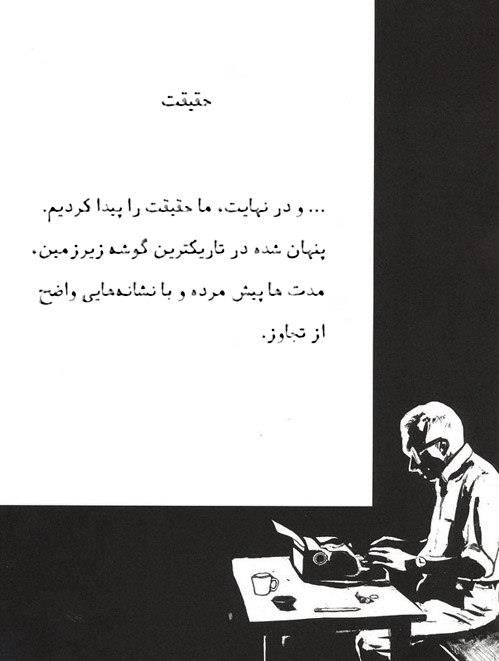 حقیقت
... و در نهایت، ما حقیقت را پیدا کردیم.
پنهان شده در تاریکترین گوشه زیرزمین،
مدت ها پیش مرده و با نشانه‌هایی واضح
از تجاوز.